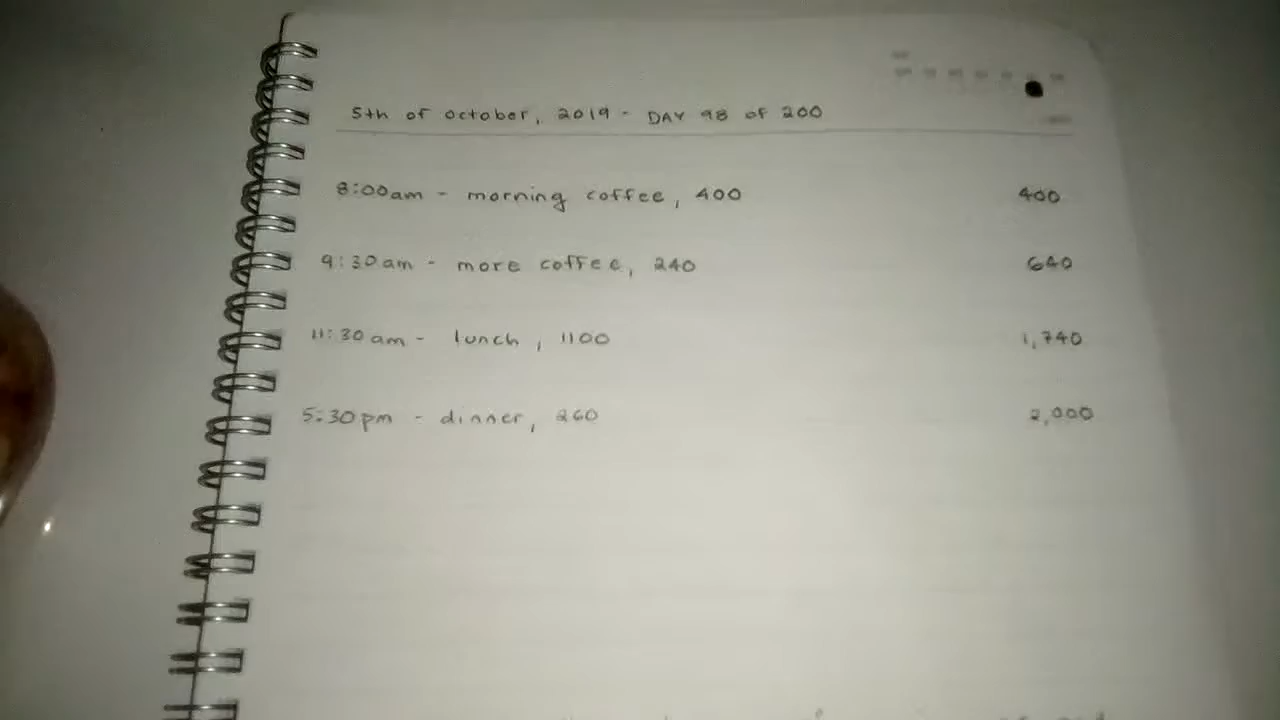 5th of october, 2019 - DAY 98 of 200
8:00am - morning coffee, 400 400
9:30am - more coffee, 240 640
11:30am - lunch, 1100 1,740
5:30pm - dinner, 260 2,000